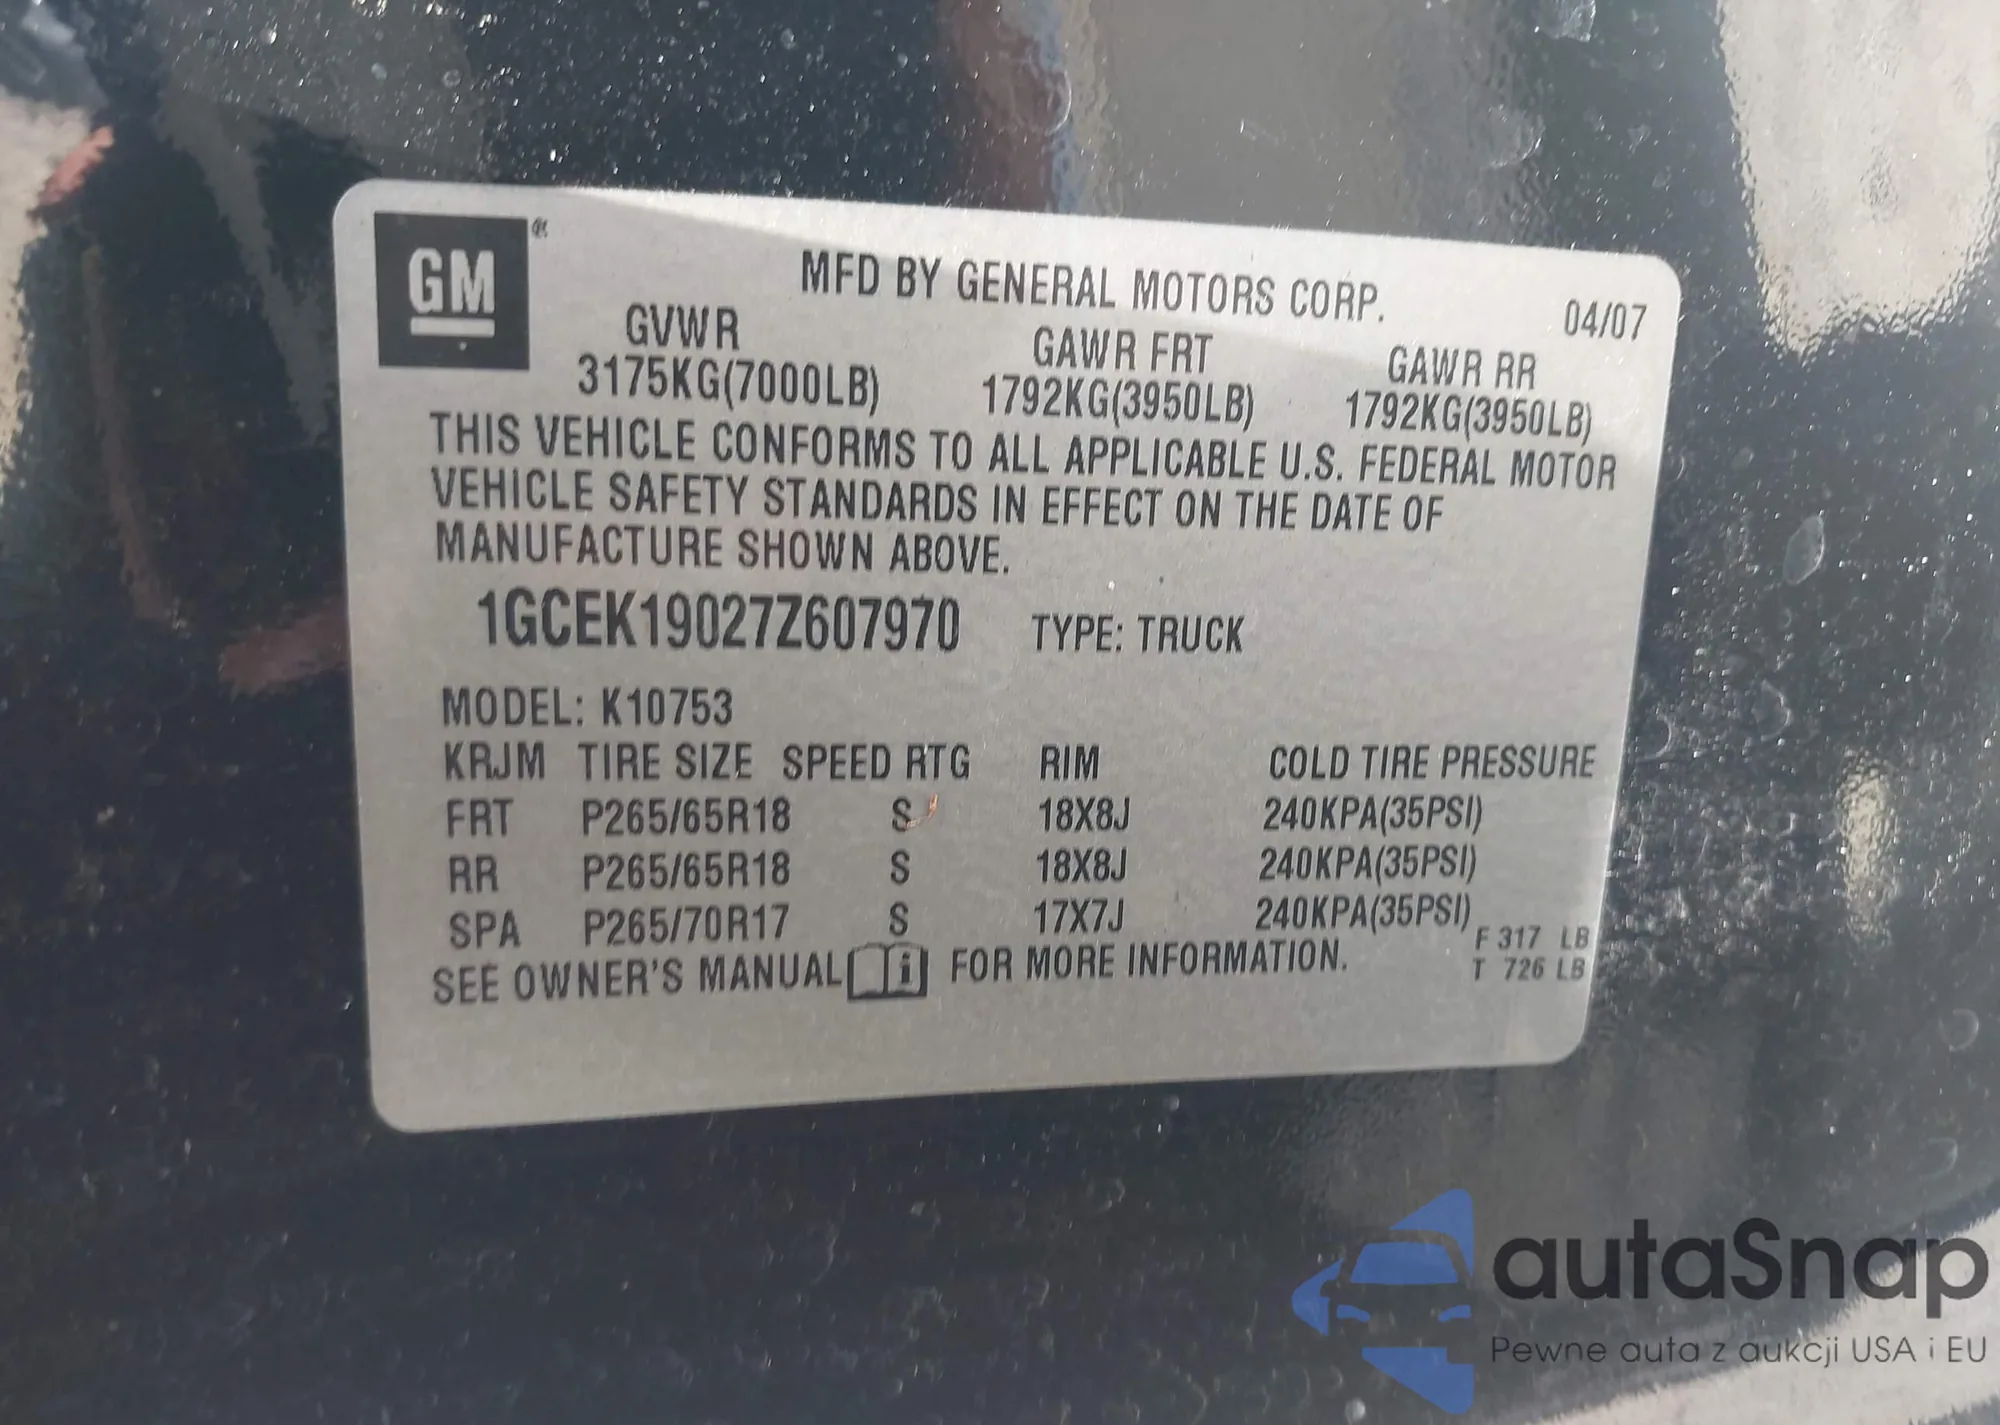 GM
MFD BY GENERAL MOTORS CORP.
04/07
GVWR GAWR FRT GAWR RR
3175KG(7000LB) 1792KG(3950LB) 1792KG(3950LB)
THIS VEHICLE CONFORMS TO ALL APPLICABLE U.S. FEDERAL MOTOR
VEHICLE SAFETY STANDARDS IN EFFECT ON THE DATE OF
MANUFACTURE SHOWN ABOVE.
1GCEK19027Z607970 TYPE: TRUCK
MODEL: K10753
KRJM TIRE SIZE SPEED RTG RIM COLD TIRE PRESSURE
FRT P265/65R18 S 18X8J 240KPA(35PSI)
RR P265/65R18 S 18X8J 240KPA(35PSI)
SPA P265/70R17 S 17X7J 240KPA(35PSI)
F 317 LB
T 726 LB
SEE OWNER'S MANUAL i FOR MORE INFORMATION.
autaSnap
Pewne auta z aukcji USA i EU